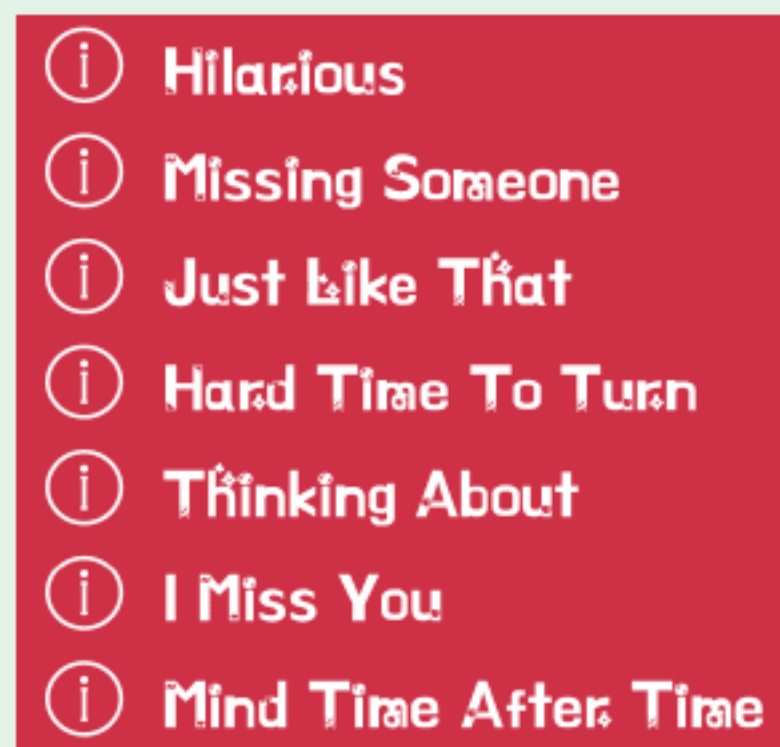 i Hilarious
i Missing Someone
i Just Like That
i Hard Time To Turn
i Thinking About
i I Miss You
i Mind Time After Time